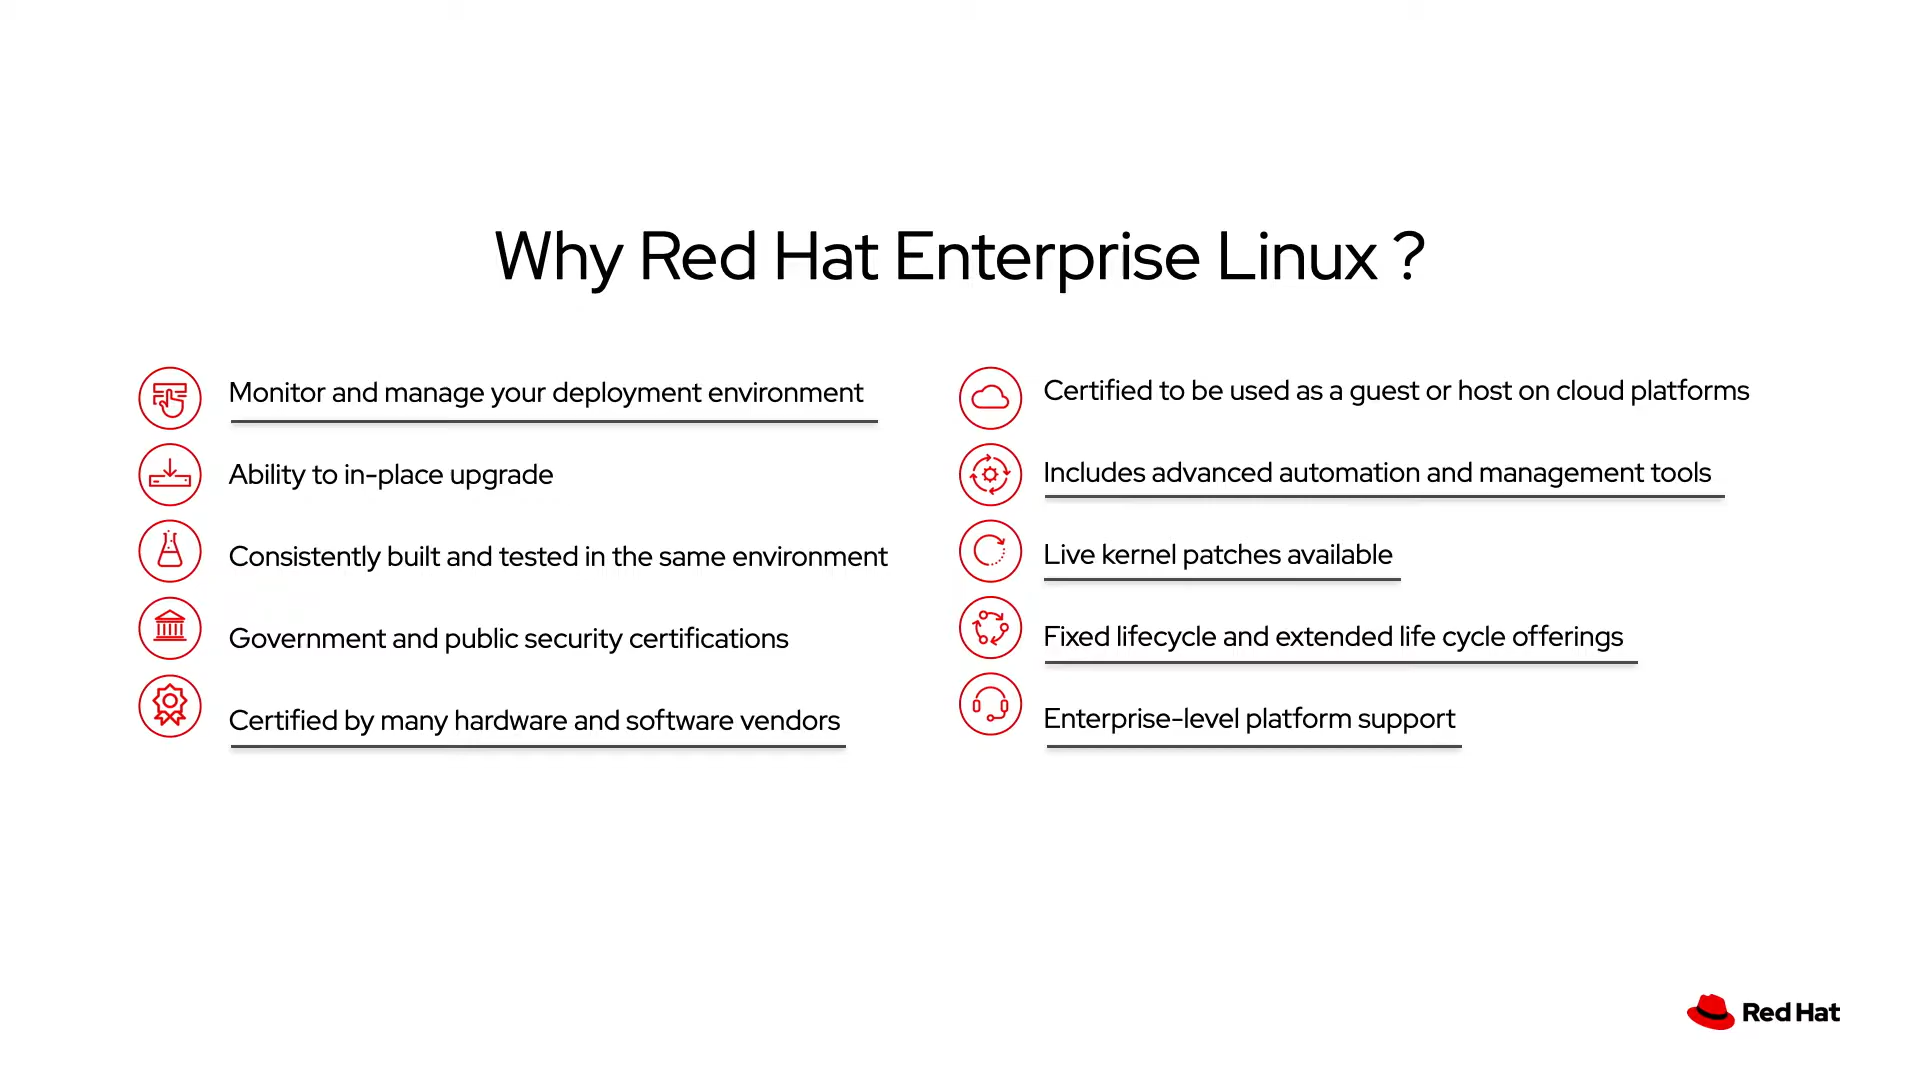 Why Red Hat Enterprise Linux ?
Monitor and manage your deployment environment
Ability to in-place upgrade
Consistently built and tested in the same environment
Government and public security certifications
Certified by many hardware and software vendors
Certified to be used as a guest or host on cloud platforms
Includes advanced automation and management tools
Live kernel patches available
Fixed lifecycle and extended life cycle offerings
Enterprise-level platform support
Red Hat